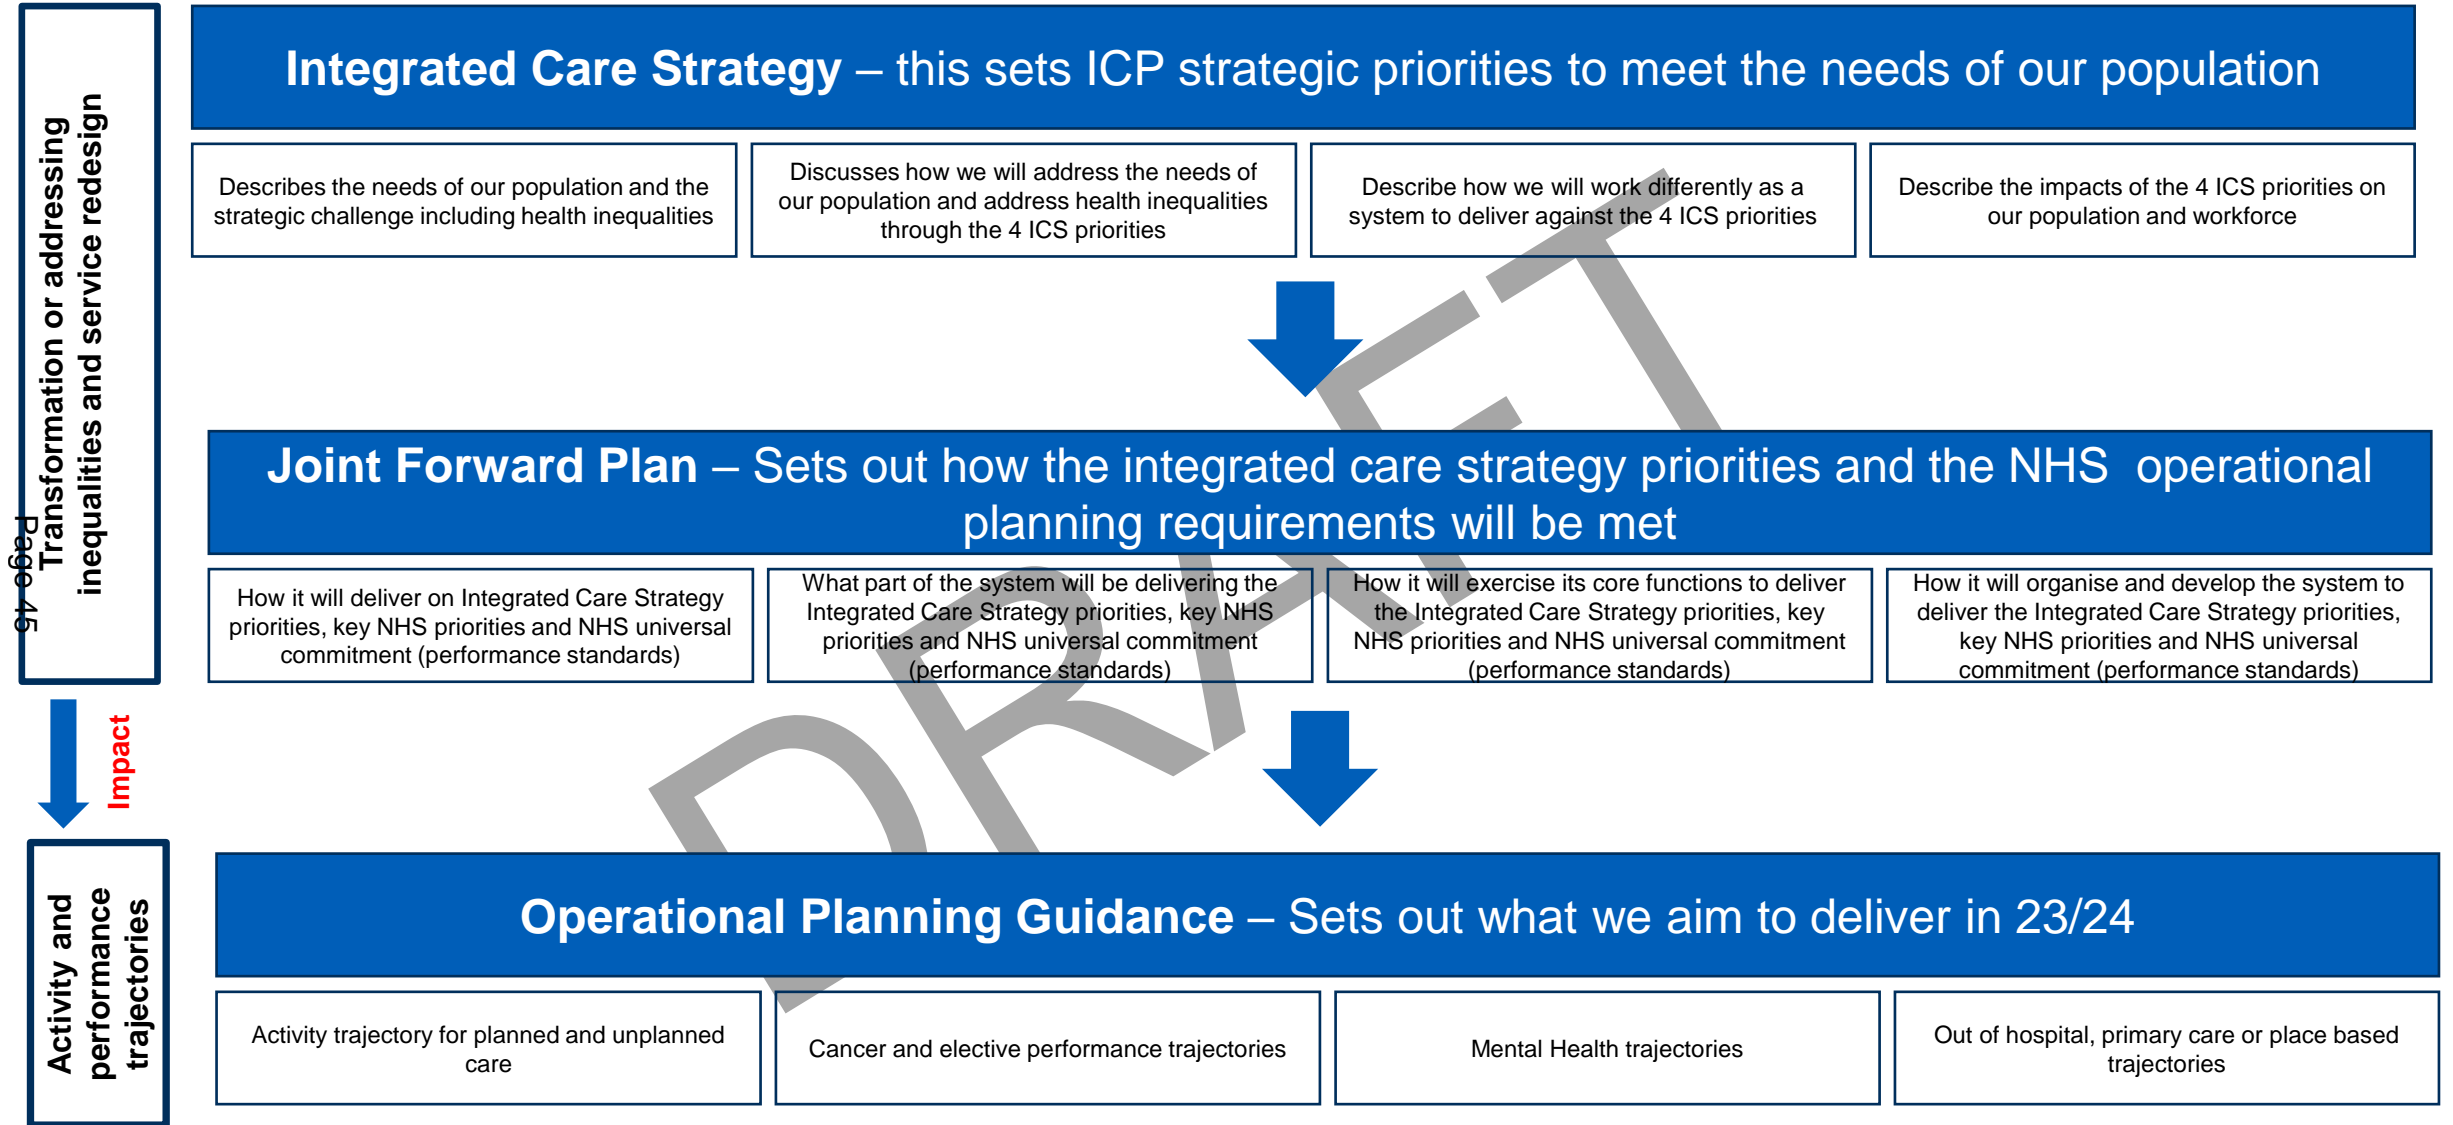 Transformation or addressing
inequalities and service redesign
Page 45
Integrated Care Strategy – this sets ICP strategic priorities to meet the needs of our population
Describes the needs of our population and the
strategic challenge including health inequalities
Discusses how we will address the needs of
our population and address health inequalities
through the 4 ICS priorities
Describe how we will work differently as a
system to deliver against the 4 ICS priorities
Describe the impacts of the 4 ICS priorities on
our population and workforce
Joint Forward Plan – Sets out how the integrated care strategy priorities and the NHS operational
planning requirements will be met
How it will deliver on Integrated Care Strategy
priorities, key NHS priorities and NHS universal
commitment (performance standards)
What part of the system will be delivering the
Integrated Care Strategy priorities, key NHS
priorities and NHS universal commitment
(performance standards)
How it will exercise its core functions to deliver
the Integrated Care Strategy priorities, key
NHS priorities and NHS universal commitment
(performance standards)
How it will organise and develop the system to
deliver the Integrated Care Strategy priorities,
key NHS priorities and NHS universal
commitment (performance standards)
Impact
DRAFT
Activity and
performance
trajectories
Operational Planning Guidance – Sets out what we aim to deliver in 23/24
Activity trajectory for planned and unplanned
care
Cancer and elective performance trajectories
Mental Health trajectories
Out of hospital, primary care or place based
trajectories